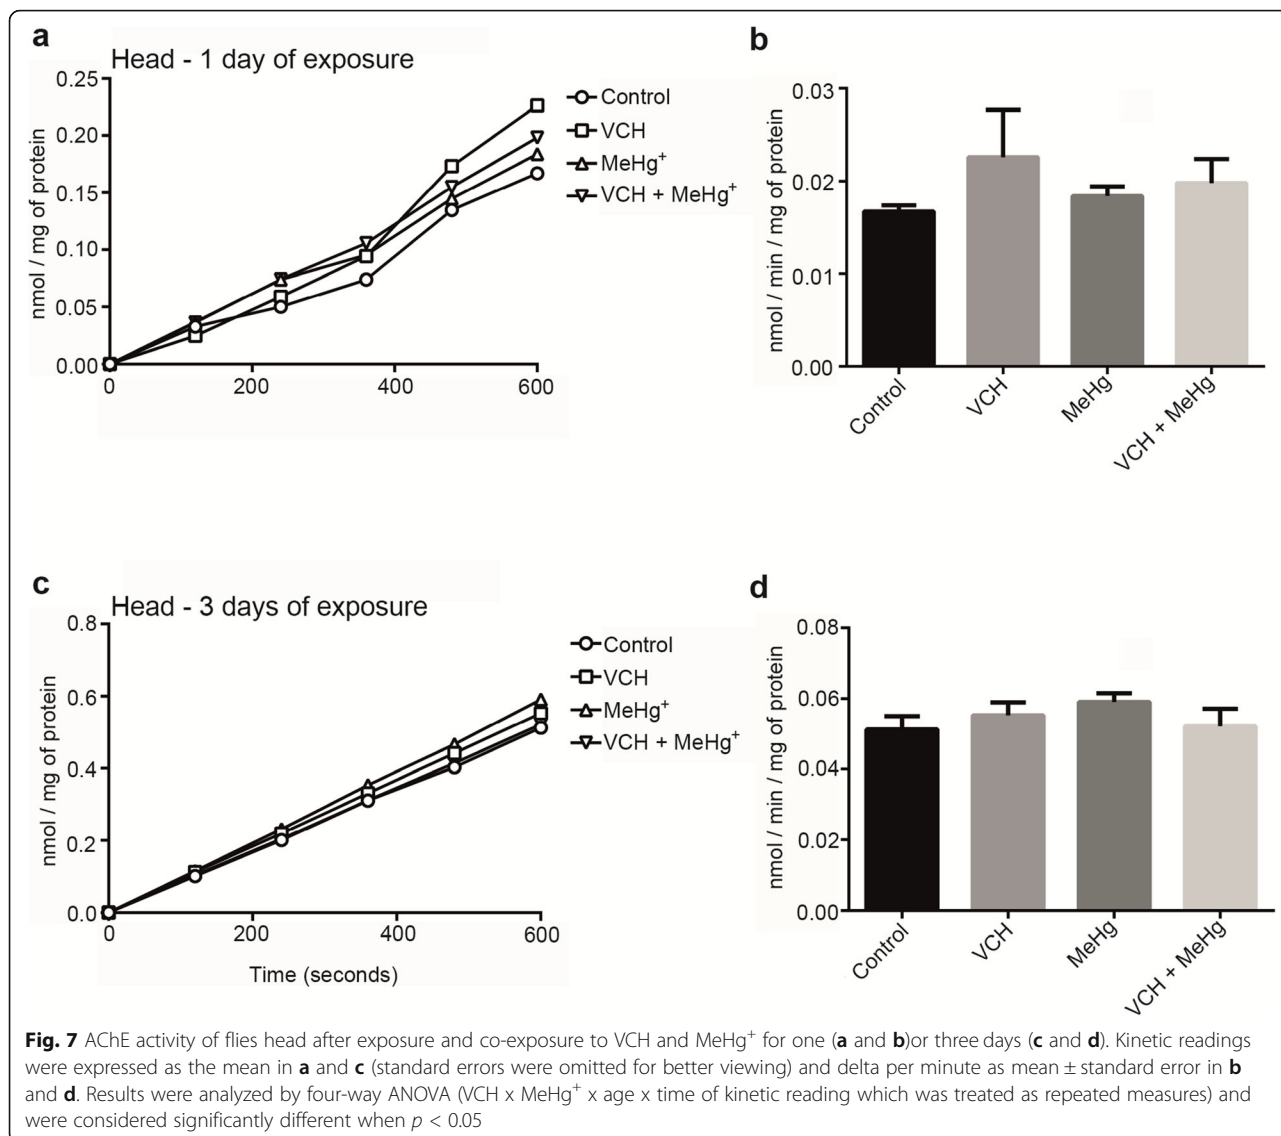 a
Head - 1 day of exposure
nmol / mg of protein
0.25
0.20
0.15
0.10
0.05
0.00
0
200
400
600
Control
VCH
MeHg⁺
VCH + MeHg⁺
b
nmol / min / mg of protein
0.03
0.02
0.01
0.00
Control
VCH
MeHg
VCH + MeHg
c
Head - 3 days of exposure
nmol / mg of protein
0.8
0.6
0.4
0.2
0.0
0
200
400
600
Time (seconds)
Control
VCH
MeHg⁺
VCH + MeHg⁺
d
nmol / min / mg of protein
0.08
0.06
0.04
0.02
0.00
Control
VCH
MeHg
VCH + MeHg
Fig. 7 AChE activity of flies head after exposure and co-exposure to VCH and MeHg⁺ for one (a and b)or three days (c and d). Kinetic readings
were expressed as the mean in a and c (standard errors were omitted for better viewing) and delta per minute as mean ± standard error in b
and d. Results were analyzed by four-way ANOVA (VCH x MeHg⁺ x age x time of kinetic reading which was treated as repeated measures) and
were considered significantly different when p < 0.05